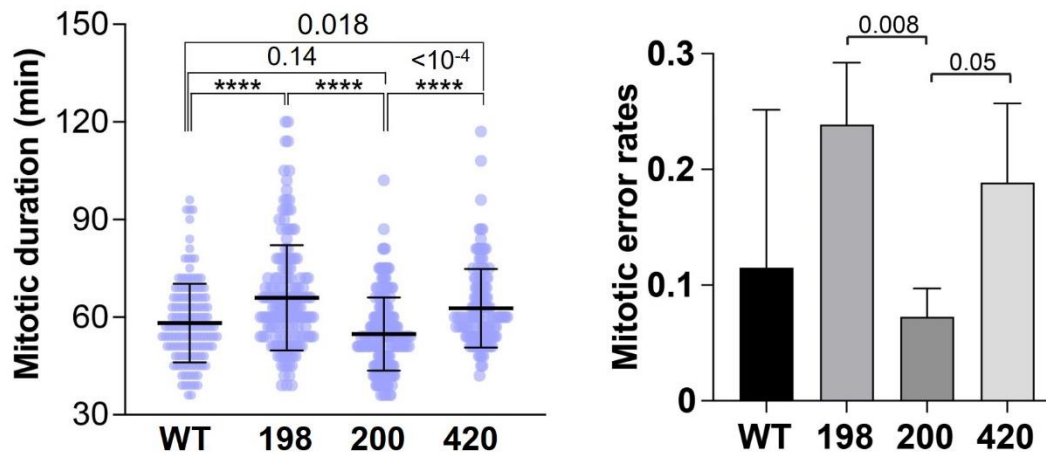 150
120
90
60
30
Mitotic duration (min)
0.018
0.14
<10⁻⁴
**** **** ****
WT 198 200 420
0.3
0.2
0.1
0
Mitotic error rates
0.008
0.05
WT 198 200 420